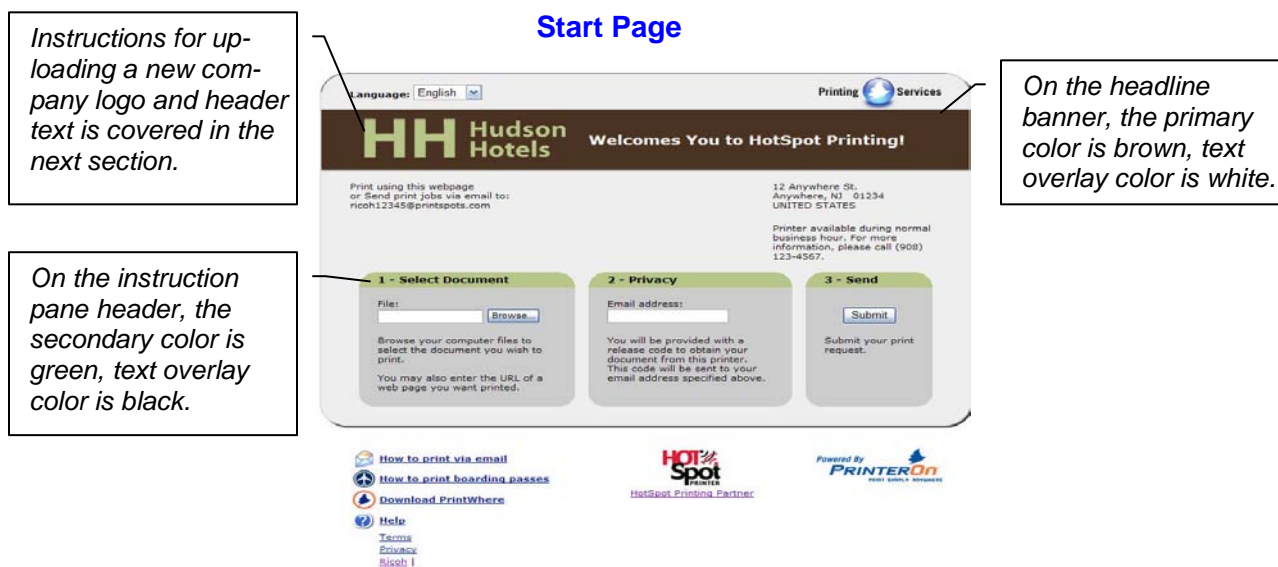 Start Page
Instructions for up-
loading a new com-
pany logo and header
text is covered in the
next section.
On the headline
banner, the primary
color is brown, text
overlay color is white.
On the instruction
pane header, the
secondary color is
green, text overlay
color is black.
Language: English
Printing Services
HH Hudson
Hotels
Welcomes You to HotSpot Printing!
Print using this webpage
or Send print jobs via email to:
ricoh12345@printspots.com
12 Anywhere St.
Anywhere, NJ 01234
UNITED STATES
Printer available during normal
business hour. For more
information, please call (908)
123-4567.
1 - Select Document
File:
Browse...
Browse your computer files to
select the document you wish to
print.
You may also enter the URL of a
web page you want printed.
2 - Privacy
Email address:
You will be provided with a
release code to obtain your
document from this printer.
This code will be sent to your
email address specified above.
3 - Send
Submit
Submit your print
request.
How to print via email
How to print boarding passes
Download PrintWhere
Help
Terms
Privacy
Ricoh |
HOT
Spot
PRINTER
HotSpot Printing Partner
Powered By
PRINTERON
PRINT SIMPLY ANYWHERE